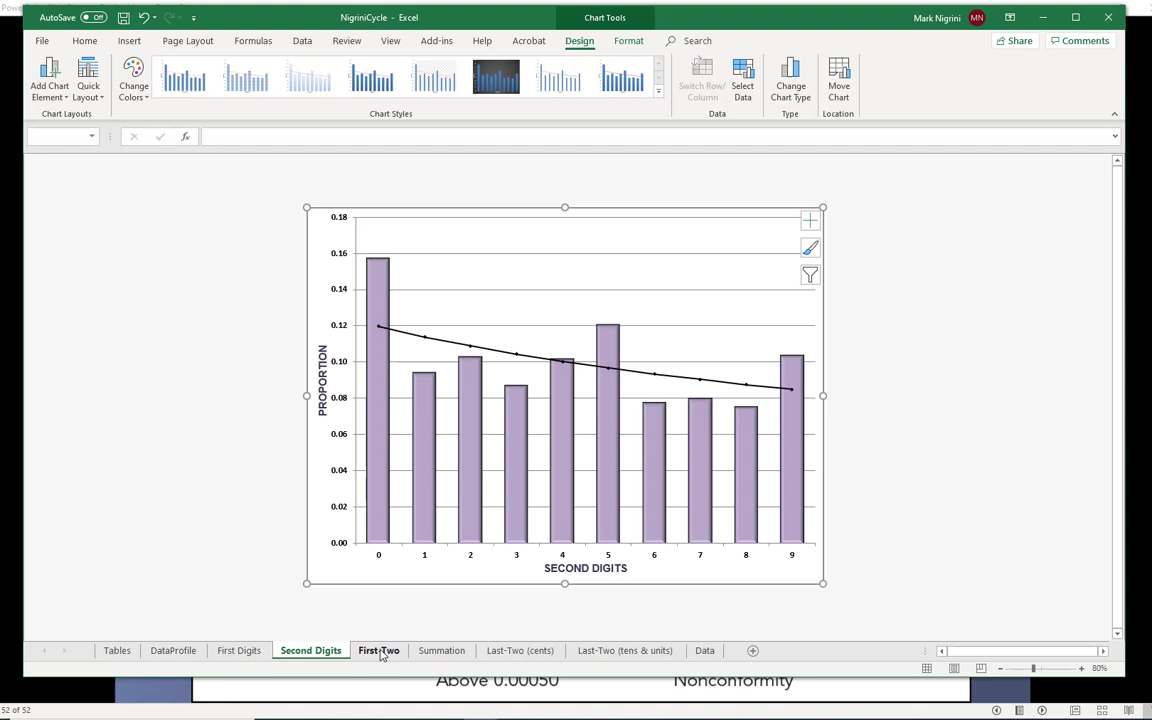 AutoSave Off
NigriniCycle - Excel
Chart Tools
Mark Nigrini MN
File Home Insert Page Layout Formulas Data Review View Add-ins Help Acrobat Design Format Search Share Comments
Add Chart
Element
Quick
Layout
Change
Colors
Switch Row/
Column
Select
Data
Change
Chart Type
Move
Chart
Chart Layouts
Chart Styles
Data
Type
Location
fx
0.18
0.16
0.14
0.12
0.10
0.08
0.06
0.04
0.02
0.00
PROPORTION
0 1 2 3 4 5 6 7 8 9
SECOND DIGITS
Tables DataProfile First Digits Second Digits First-Two Summation Last-Two (cents) Last-Two (tens & units) Data
80%
Above 0.00050 Nonconformity
52 of 52